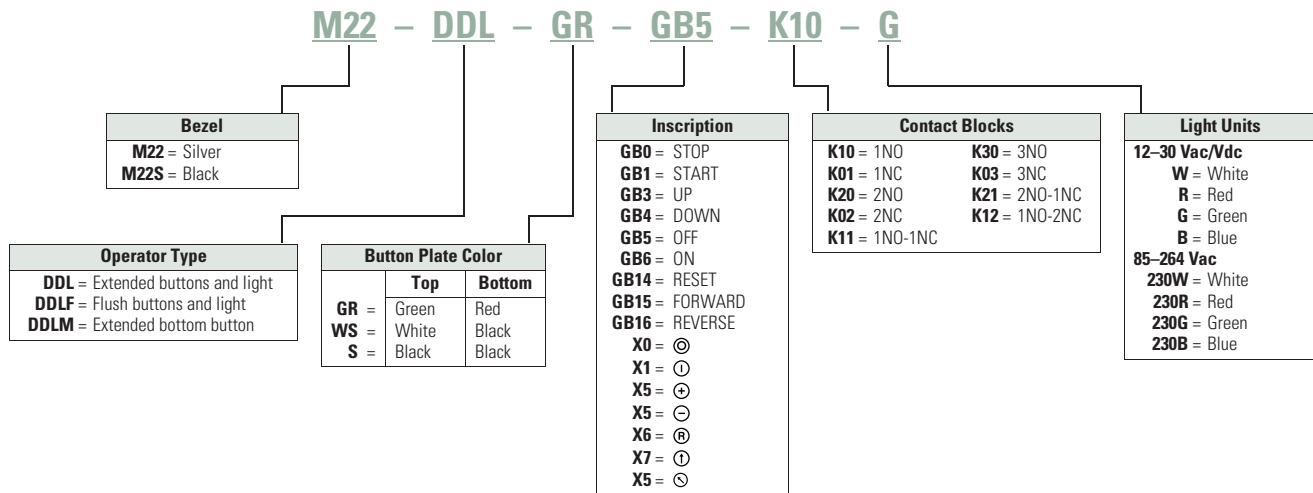 M22 – DDL – GR – GB5 – K10 – G
Bezel
M22 = Silver
M22S = Black
Operator Type
DDL = Extended buttons and light
DDLF = Flush buttons and light
DDLM = Extended bottom button
Button Plate Color
Top Bottom
GR = Green Red
WS = White Black
S = Black Black
Inscription
GB0 = STOP
GB1 = START
GB3 = UP
GB4 = DOWN
GB5 = OFF
GB6 = ON
GB14 = RESET
GB15 = FORWARD
GB16 = REVERSE
X0 = ◎
X1 = ⏼
X5 = ⊕
X5 = ⊖
X6 = Ⓡ
X7 =
X5 =
Contact Blocks
K10 = 1NO K30 = 3NO
K01 = 1NC K03 = 3NC
K20 = 2NO K21 = 2NO-1NC
K02 = 2NC K12 = 1NO-2NC
K11 = 1NO-1NC
Light Units
12–30 Vac/Vdc
W = White
R = Red
G = Green
B = Blue
85–264 Vac
230W = White
230R = Red
230G = Green
230B = Blue